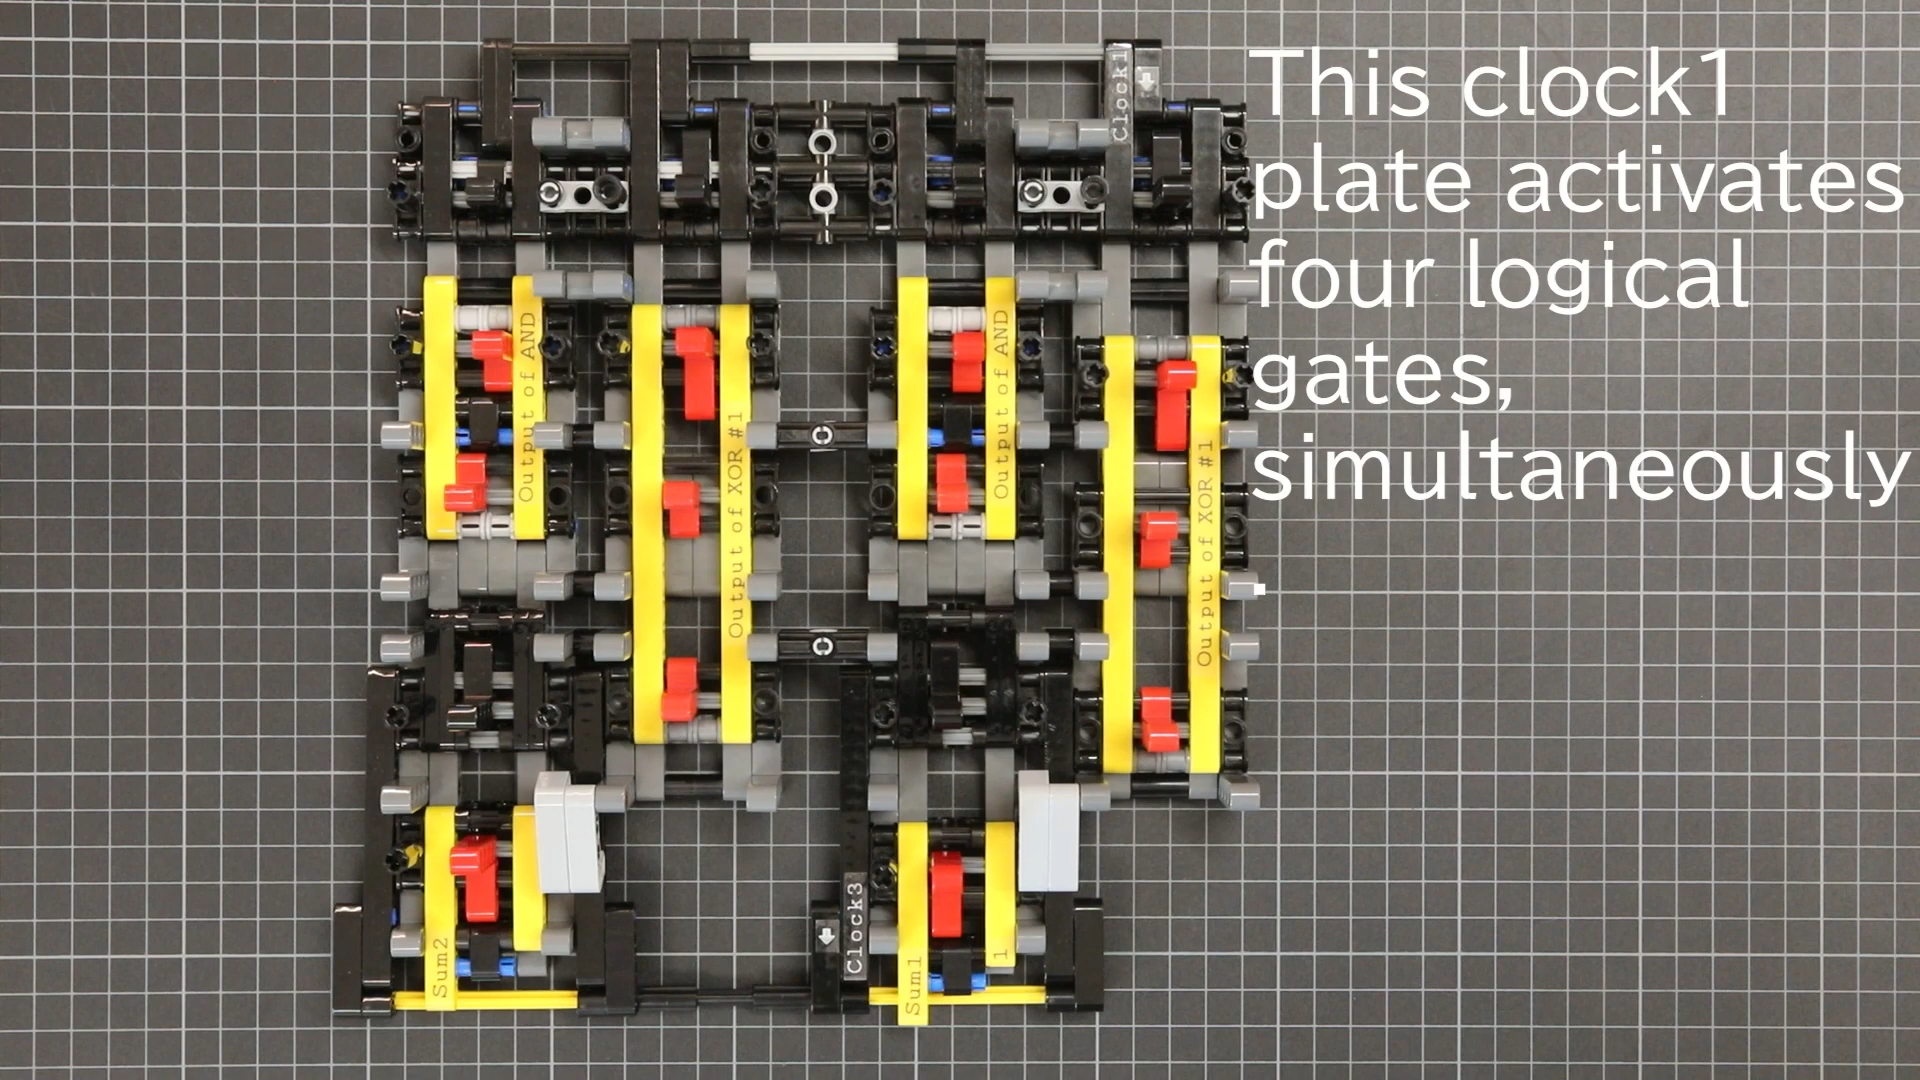 This clock1
plate activates
four logical
gates,
simultaneously
.
Clock1
Output of AND
Output of XOR #1
Output of AND
Output of XOR #1
Sum2
Clock3
Sum1
1